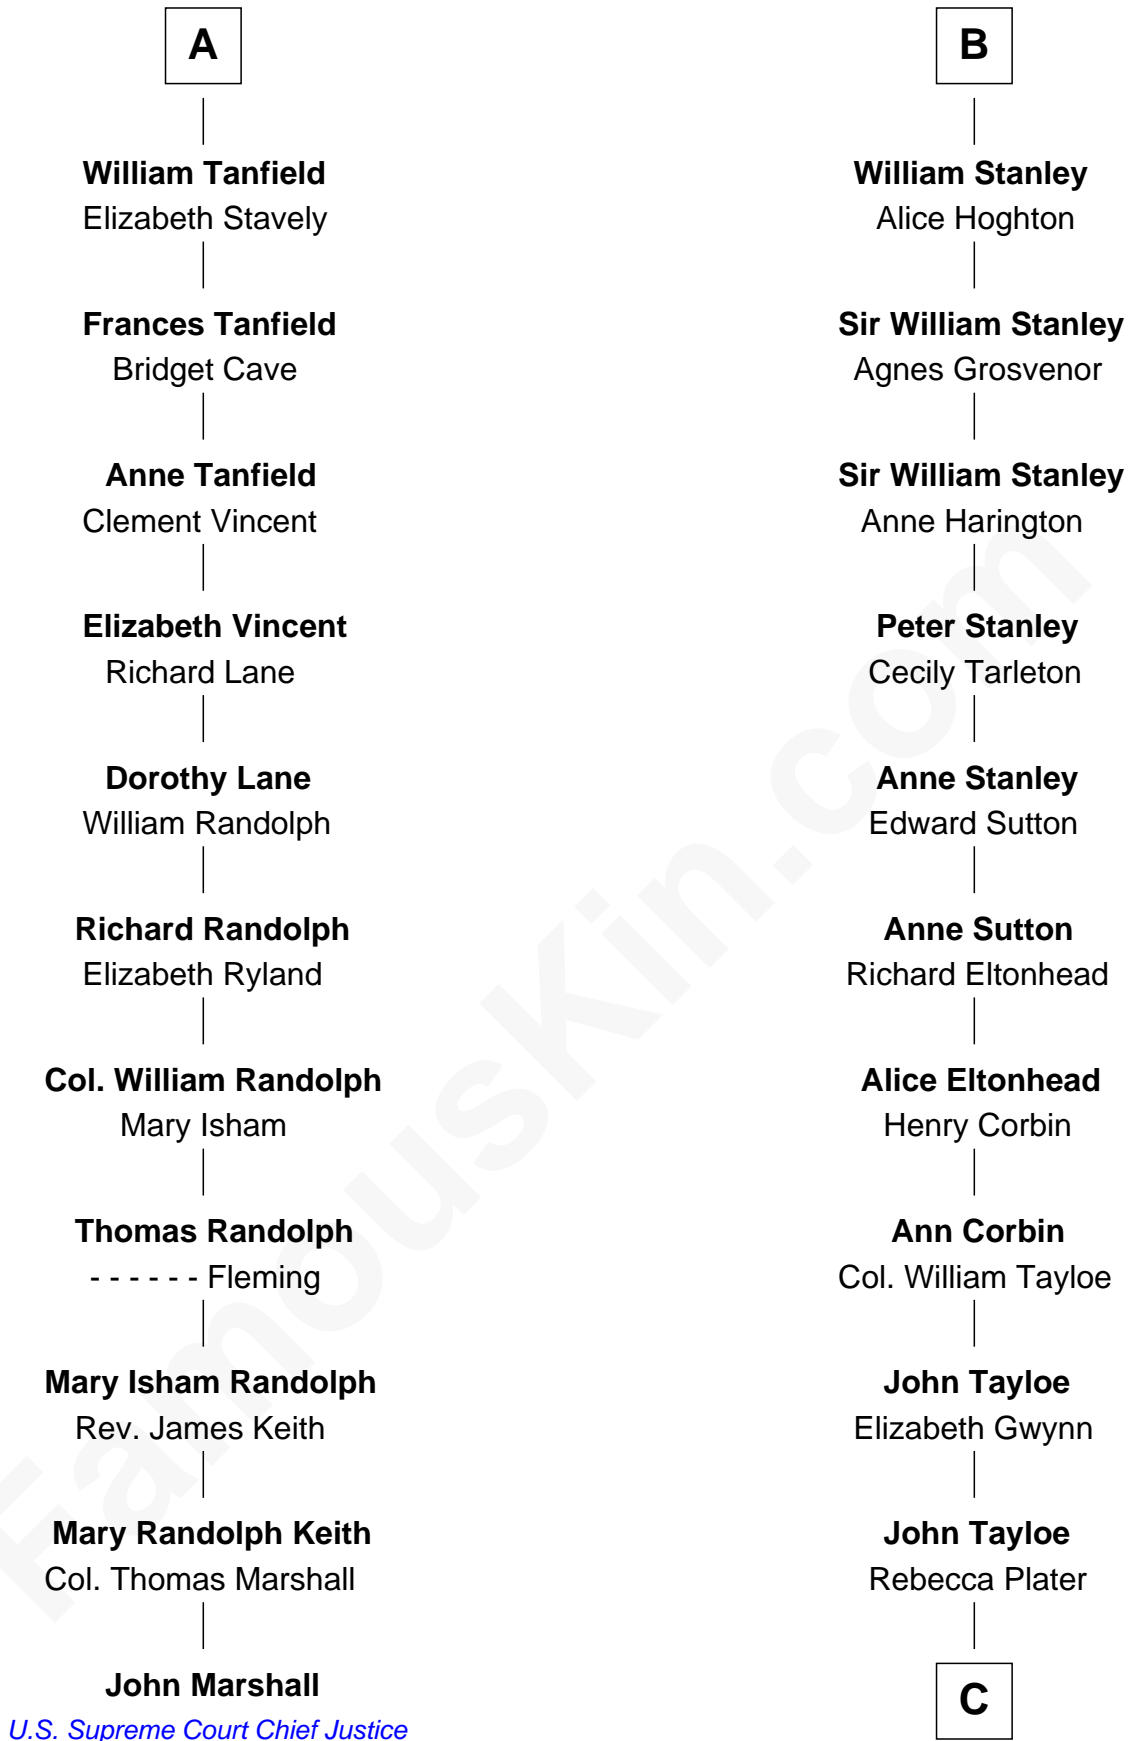 A
William Tanfield
Elizabeth Stavely
Frances Tanfield
Bridget Cave
Anne Tanfield
Clement Vincent
Elizabeth Vincent
Richard Lane
Dorothy Lane
William Randolph
Richard Randolph
Elizabeth Ryland
Col. William Randolph
Mary Isham
Thomas Randolph
- - - - - - Fleming
Mary Isham Randolph
Rev. James Keith
Mary Randolph Keith
Col. Thomas Marshall
John Marshall
U.S. Supreme Court Chief Justice
B
William Stanley
Alice Hoghton
Sir William Stanley
Agnes Grosvenor
Sir William Stanley
Anne Harington
Peter Stanley
Cecily Tarleton
Anne Stanley
Edward Sutton
Anne Sutton
Richard Eltonhead
Alice Eltonhead
Henry Corbin
Ann Corbin
Col. William Tayloe
John Tayloe
Elizabeth Gwynn
John Tayloe
Rebecca Plater
C
FamousKin.com